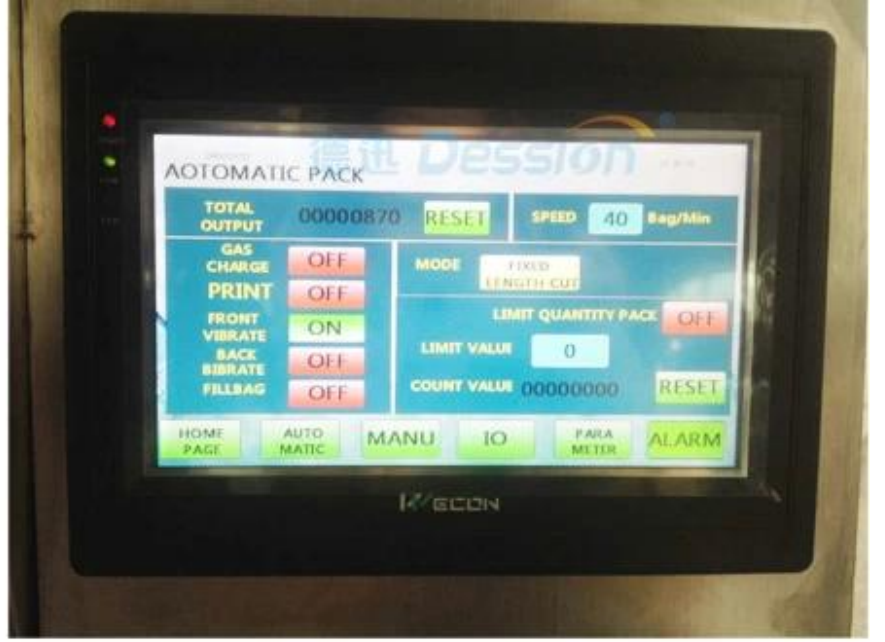 德迅 Dession
AOTOMATIC PACK
TOTAL
OUTPUT
00000870
RESET
SPEED
40
Bag/Min
GAS
CHARGE
OFF
PRINT
OFF
FRONT
VIBRATE
ON
BACK
BIBRATE
OFF
FILLBAG
OFF
MODE
FIXED
LENGTH CUT
LIMIT QUANTITY PACK
OFF
LIMIT VALUE
0
COUNT VALUE
00000000
RESET
HOME
PAGE
AUTO
MATIC
MANU
IO
PARA
METER
ALARM
WECON